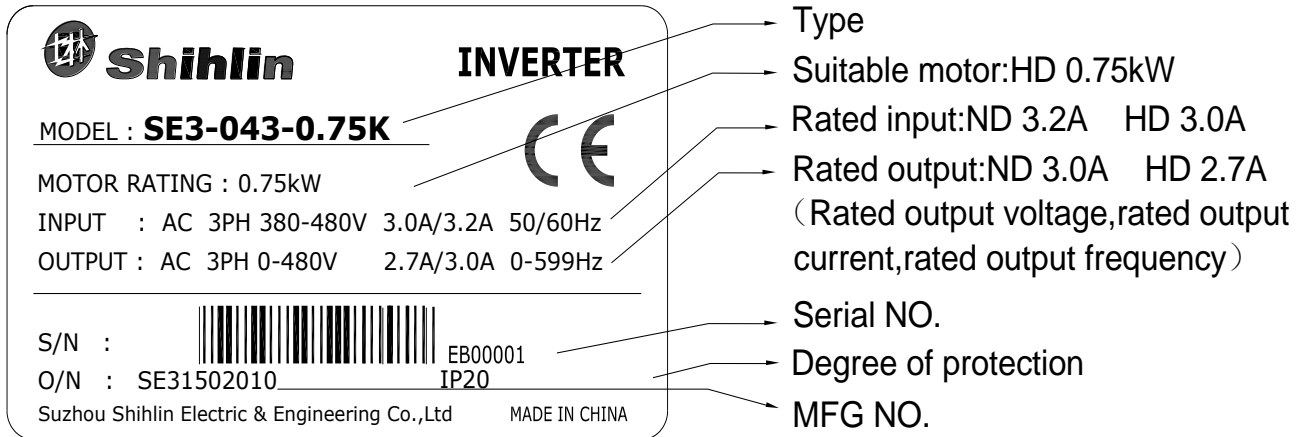 Shihlin INVERTER
MODEL : SE3-043-0.75K
CE
MOTOR RATING : 0.75kW
INPUT : AC 3PH 380-480V 3.0A/3.2A 50/60Hz
OUTPUT : AC 3PH 0-480V 2.7A/3.0A 0-599Hz
S/N : EB00001
O/N : SE31502010 IP20
Suzhou Shihlin Electric & Engineering Co.,Ltd MADE IN CHINA
Type
Suitable motor:HD 0.75kW
Rated input:ND 3.2A HD 3.0A
Rated output:ND 3.0A HD 2.7A
（Rated output voltage,rated output
current,rated output frequency）
Serial NO.
Degree of protection
MFG NO.